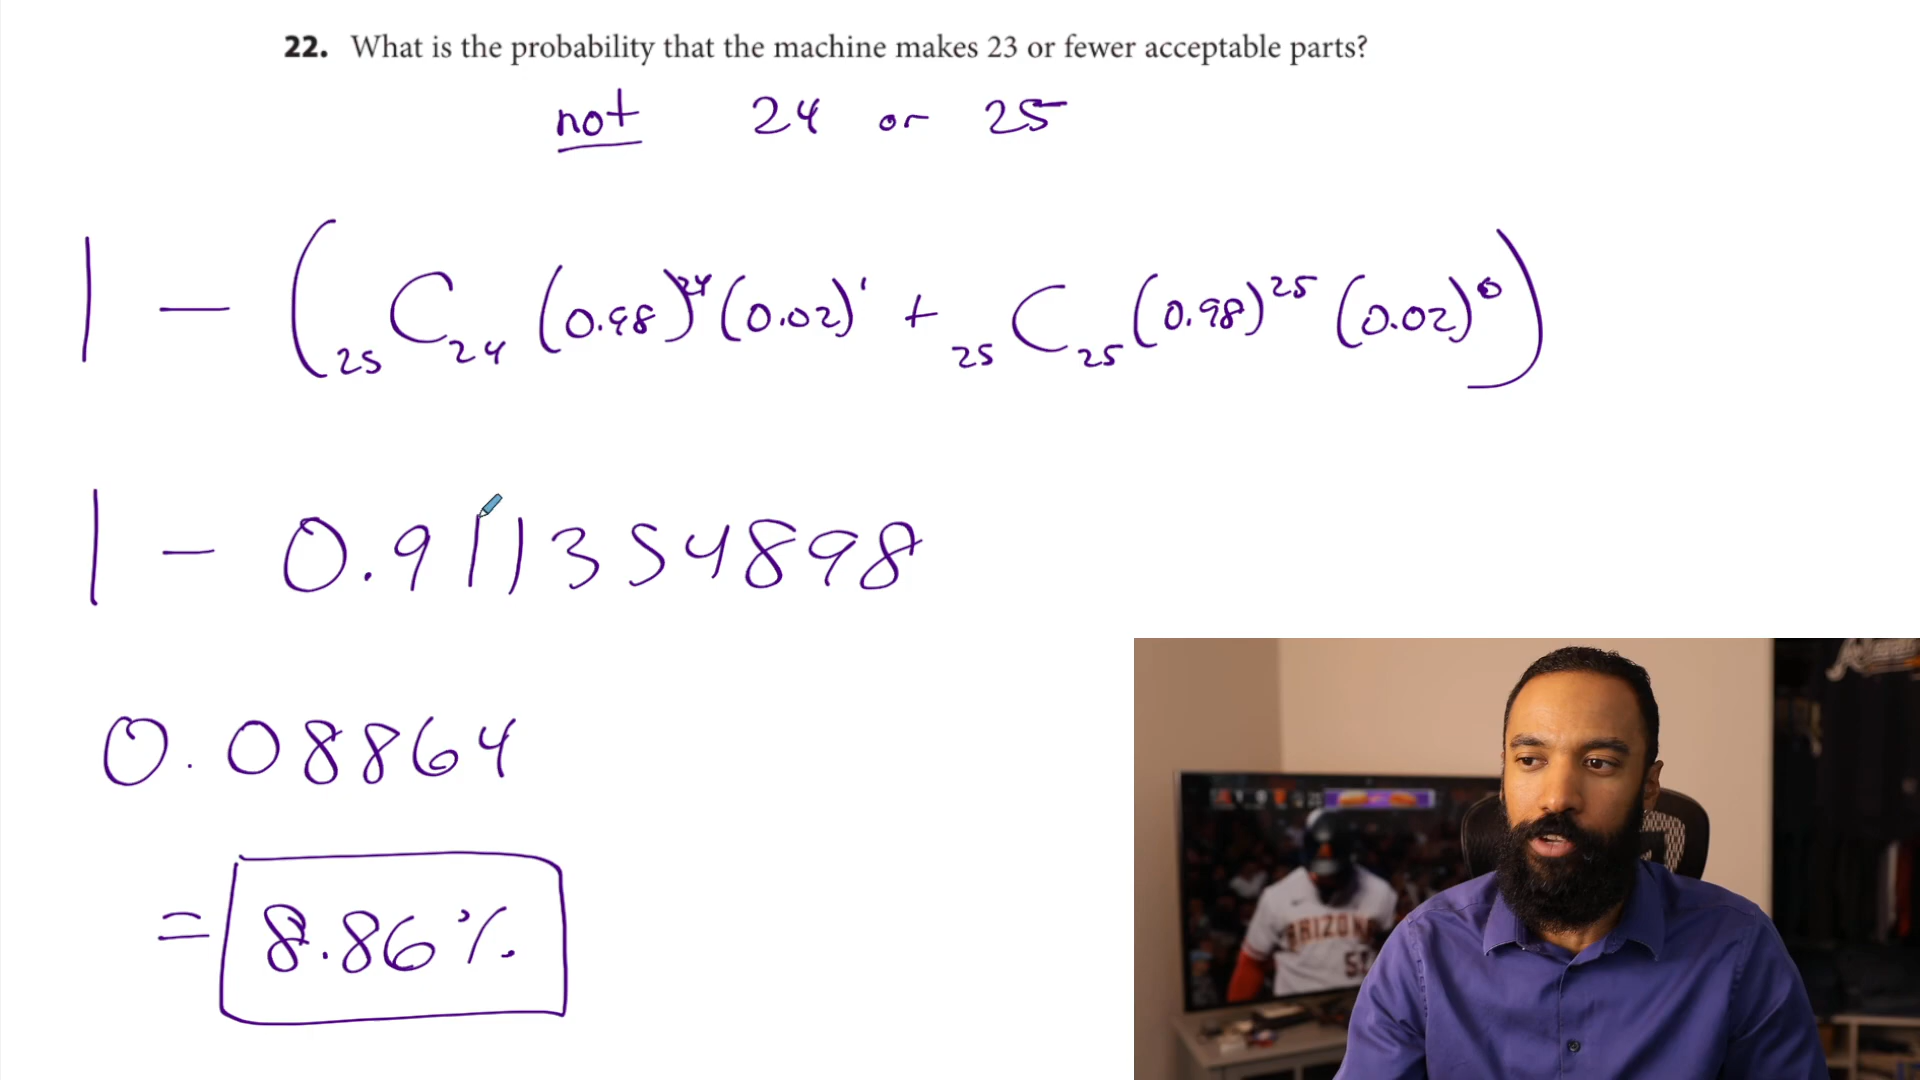 22. What is the probability that the machine makes 23 or fewer acceptable parts?
not 24 or 25
1 − (₂₅C₂₄ (0.98)²⁴ (0.02)¹ + ₂₅C₂₅ (0.98)²⁵ (0.02)⁰)
1 − 0.911354898
0.08864
= 8.86%
ARIZON